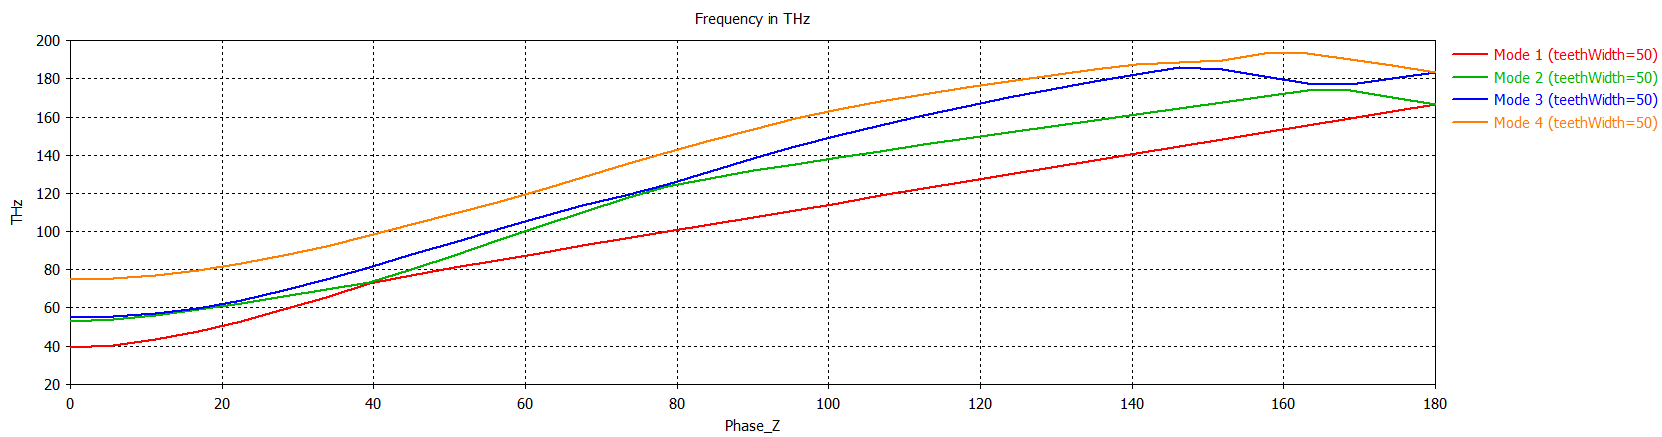 Frequency in THz
200
180
160
140
120
100
80
60
40
20
THz
0 20 40 60 80 100 120 140 160 180
Phase_Z
Mode 1 (teethWidth=50)
Mode 2 (teethWidth=50)
Mode 3 (teethWidth=50)
Mode 4 (teethWidth=50)